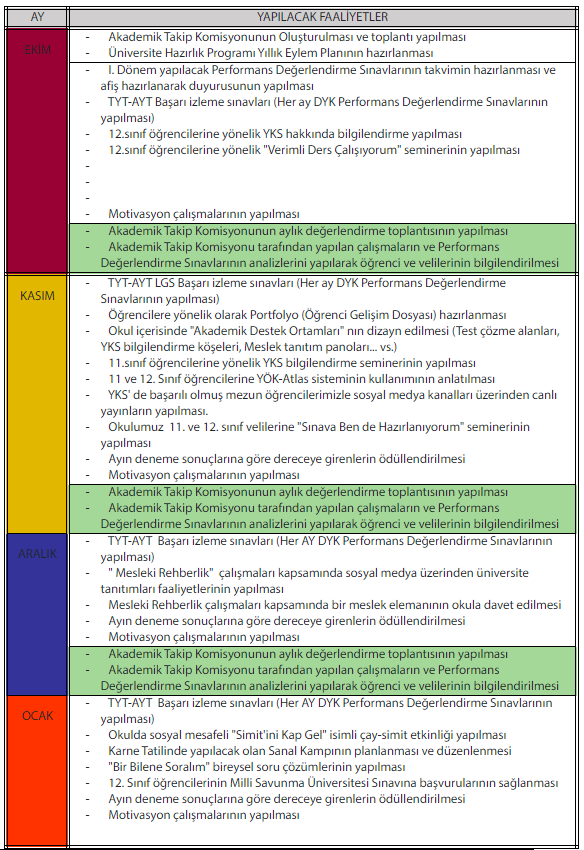 AY YAPILACAK FAALİYETLER
EKİM
- Akademik Takip Komisyonunun Oluşturulması ve toplantı yapılması
- Üniversite Hazırlık Programı Yıllık Eylem Planının hazırlanması
- I. Dönem yapılacak Performans Değerlendirme Sınavlarının takvimin hazırlanması ve
afiş hazırlanarak duyurusunun yapılması
- TYT-AYT Başarı izleme sınavları (Her ay DYK Performans Değerlendirme Sınavlarının
yapılması)
- 12.sınıf öğrencilerine yönelik YKS hakkında bilgilendirme yapılması
- 12.sınıf öğrencilerine yönelik "Verimli Ders Çalışıyorum" seminerinin yapılması
-
-
-
- Motivasyon çalışmalarının yapılması
- Akademik Takip Komisyonunun aylık değerlendirme toplantısının yapılması
- Akademik Takip Komisyonu tarafından yapılan çalışmaların ve Performans
Değerlendirme Sınavlarının analizlerini yapılarak öğrenci ve velilerinin bilgilendirilmesi
KASIM
- TYT-AYT LGS Başarı izleme sınavları (Her ay DYK Performans Değerlendirme
Sınavlarının yapılması)
- Öğrencilere yönelik olarak Portfolyo (Öğrenci Gelişim Dosyası) hazırlanması
- Okul içerisinde "Akademik Destek Ortamları" nın dizayn edilmesi (Test çözme alanları,
YKS bilgilendirme köşeleri, Meslek tanıtım panoları... vs.)
- 11.sınıf öğrencilerine yönelik YKS bilgilendirme seminerinin yapılması
- 11 ve 12. Sınıf öğrencilerine YÖK-Atlas sisteminin kullanımının anlatılması
- YKS' de başarılı olmuş mezun öğrencilerimizle sosyal medya kanalları üzerinden canlı
yayınların yapılması.
- Okulumuz 11. ve 12. sınıf velilerine "Sınava Ben de Hazırlanıyorum" seminerinin
yapılması
- Ayın deneme sonuçlarına göre dereceye girenlerin ödüllendirilmesi
- Motivasyon çalışmalarının yapılması
- Akademik Takip Komisyonunun aylık değerlendirme toplantısının yapılması
- Akademik Takip Komisyonu tarafından yapılan çalışmaların ve Performans
Değerlendirme Sınavlarının analizlerini yapılarak öğrenci ve velilerinin bilgilendirilmesi
ARALIK
- TYT-AYT Başarı izleme sınavları (Her AY DYK Performans Değerlendirme Sınavlarının
yapılması)
- " Mesleki Rehberlik" çalışmaları kapsamında sosyal medya üzerinden üniversite
tanıtımları faaliyetlerinin yapılması
- Mesleki Rehberlik çalışmaları kapsamında bir meslek elemanının okula davet edilmesi
- Ayın deneme sonuçlarına göre dereceye girenlerin ödüllendirilmesi
- Motivasyon çalışmalarının yapılması
- Akademik Takip Komisyonunun aylık değerlendirme toplantısının yapılması
- Akademik Takip Komisyonu tarafından yapılan çalışmaların ve Performans
Değerlendirme Sınavlarının analizlerini yapılarak öğrenci ve velilerinin bilgilendirilmesi
OCAK
- TYT-AYT Başarı izleme sınavları (Her AY DYK Performans Değerlendirme Sınavlarının
yapılması)
- Okulda sosyal mesafeli "Simit'ini Kap Gel" isimli çay-simit etkinliği yapılması
- Karne Tatilinde yapılacak olan Sanal Kampının planlanması ve düzenlenmesi
- "Bir Bilene Soralım" bireysel soru çözümlerinin yapılması
- 12. Sınıf öğrencilerinin Milli Savunma Üniversitesi Sınavına başvurularının sağlanması
- Ayın deneme sonuçlarına göre dereceye girenlerin ödüllendirilmesi
- Motivasyon çalışmalarının yapılması